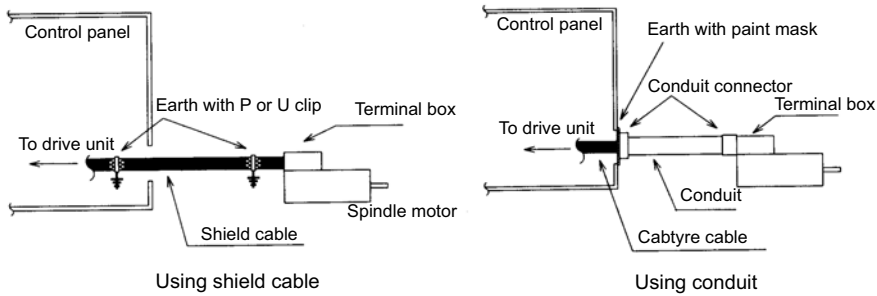 Control panel
Earth with P or U clip
Terminal box
To drive unit
Spindle motor
Shield cable
Using shield cable
Control panel
Earth with paint mask
Conduit connector
Terminal box
To drive unit
Conduit
Cabtyre cable
Using conduit